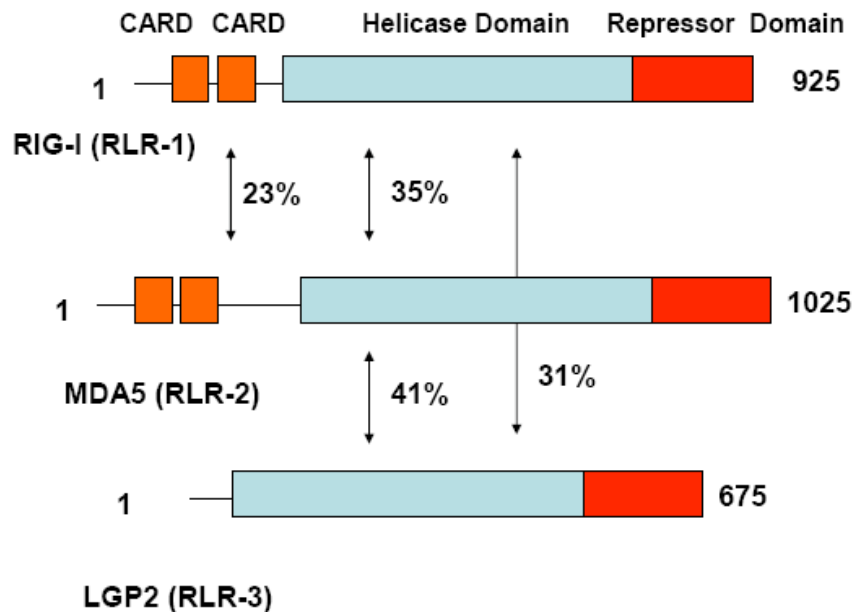 CARD CARD Helicase Domain Repressor Domain
1 925
RIG-I (RLR-1)
23% 35%
1 1025
MDA5 (RLR-2) 41% 31%
1 675
LGP2 (RLR-3)